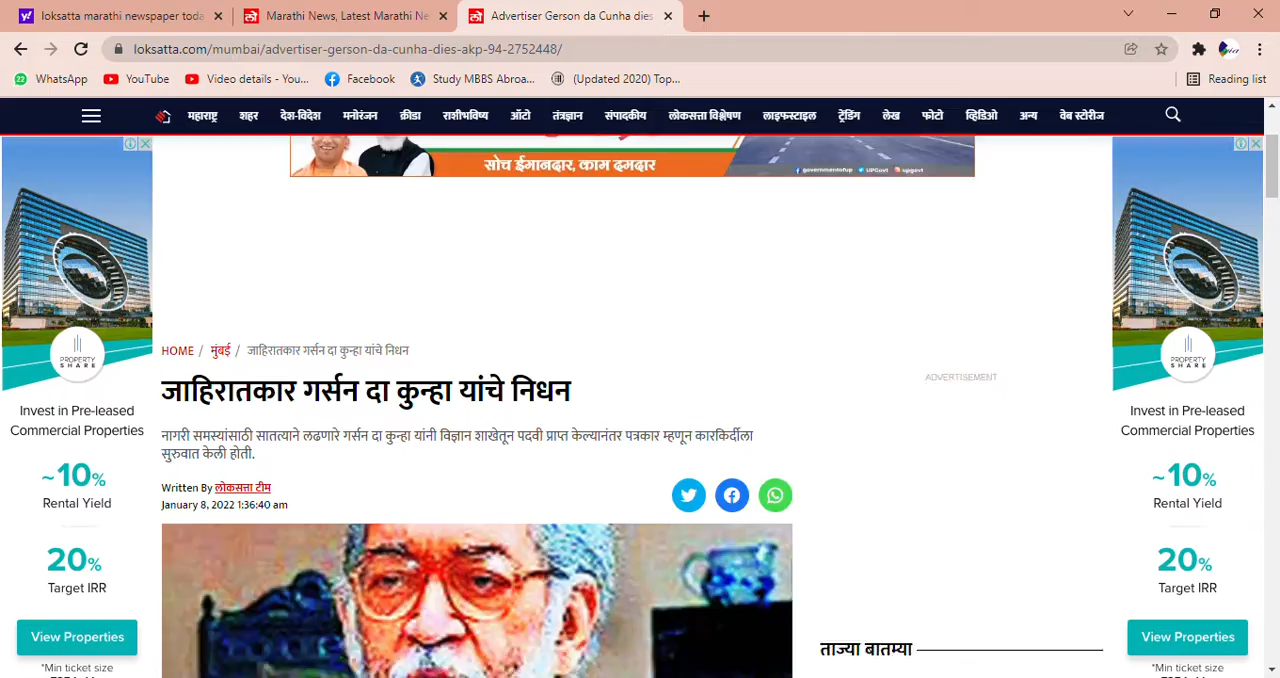 loksatta marathi newspaper toda
Marathi News, Latest Marathi Ne
Advertiser Gerson da Cunha dies
loksatta.com/mumbai/advertiser-gerson-da-cunha-dies-akp-94-2752448/
22 WhatsApp
YouTube
Video details - You...
Facebook
Study MBBS Abroa...
(Updated 2020) Top...
Reading list
महाराष्ट्र शहर देश-विदेश मनोरंजन क्रीडा राशीभविष्य ऑटो तंत्रज्ञान संपादकीय लोकसत्ता विश्लेषण लाइफस्टाइल ट्रेंडिंग लेख फोटो व्हिडिओ अन्य वेब स्टोरीज
सोच ईमानदार, काम दमदार
governmentofup UPGovt upgovt
HOME / मुंबई / जाहिरातकार गर्सन दा कुन्हा यांचे निधन
जाहिरातकार गर्सन दा कुन्हा यांचे निधन
नागरी समस्यांसाठी सातत्याने लढणारे गर्सन दा कुन्हा यांनी विज्ञान शाखेतून पदवी प्राप्त केल्यानंतर पत्रकार म्हणून कारकिर्दीला
सुरुवात केली होती.
Written By लोकसत्ता टीम
January 8, 2022 1:36:40 am
ADVERTISEMENT
ताज्या बातम्या
PROPERTY
SHARE
Invest in Pre-leased
Commercial Properties
~10%
Rental Yield
20%
Target IRR
View Properties
*Min ticket size
PROPERTY
SHARE
Invest in Pre-leased
Commercial Properties
~10%
Rental Yield
20%
Target IRR
View Properties
*Min ticket size